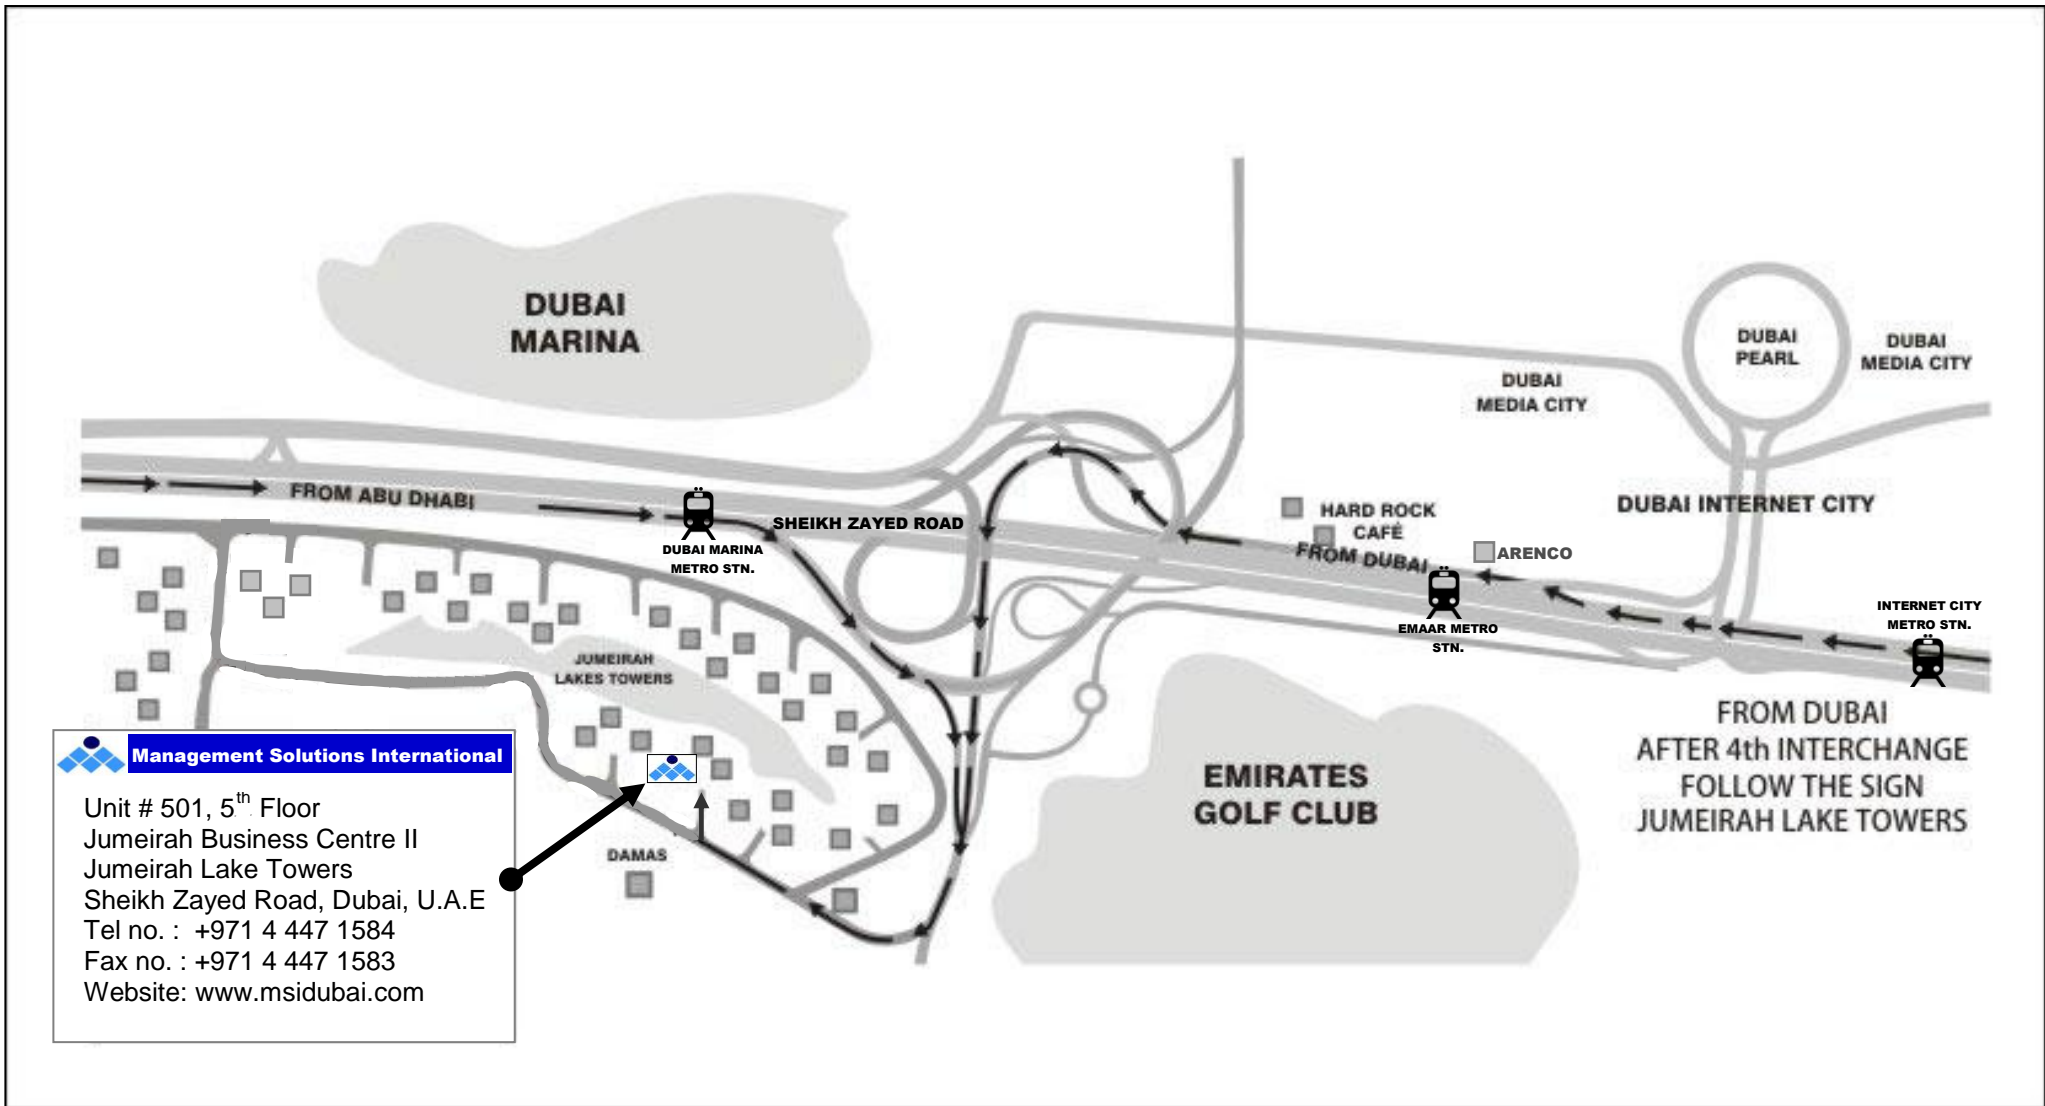 DUBAI
MARINA
DUBAI
PEARL
DUBAI
MEDIA CITY
DUBAI
MEDIA CITY
FROM ABU DHABI
SHEIKH ZAYED ROAD
DUBAI MARINA
METRO STN.
HARD ROCK
CAFÉ
FROM DUBAI
ARENCO
DUBAI INTERNET CITY
EMAAR METRO
STN.
INTERNET CITY
METRO STN.
JUMEIRAH
LAKES TOWERS
FROM DUBAI
AFTER 4th INTERCHANGE
FOLLOW THE SIGN
JUMEIRAH LAKE TOWERS
EMIRATES
GOLF CLUB
DAMAS
Management Solutions International
Unit # 501, 5th Floor
Jumeirah Business Centre II
Jumeirah Lake Towers
Sheikh Zayed Road, Dubai, U.A.E
Tel no. : +971 4 447 1584
Fax no. : +971 4 447 1583
Website: www.msidubai.com